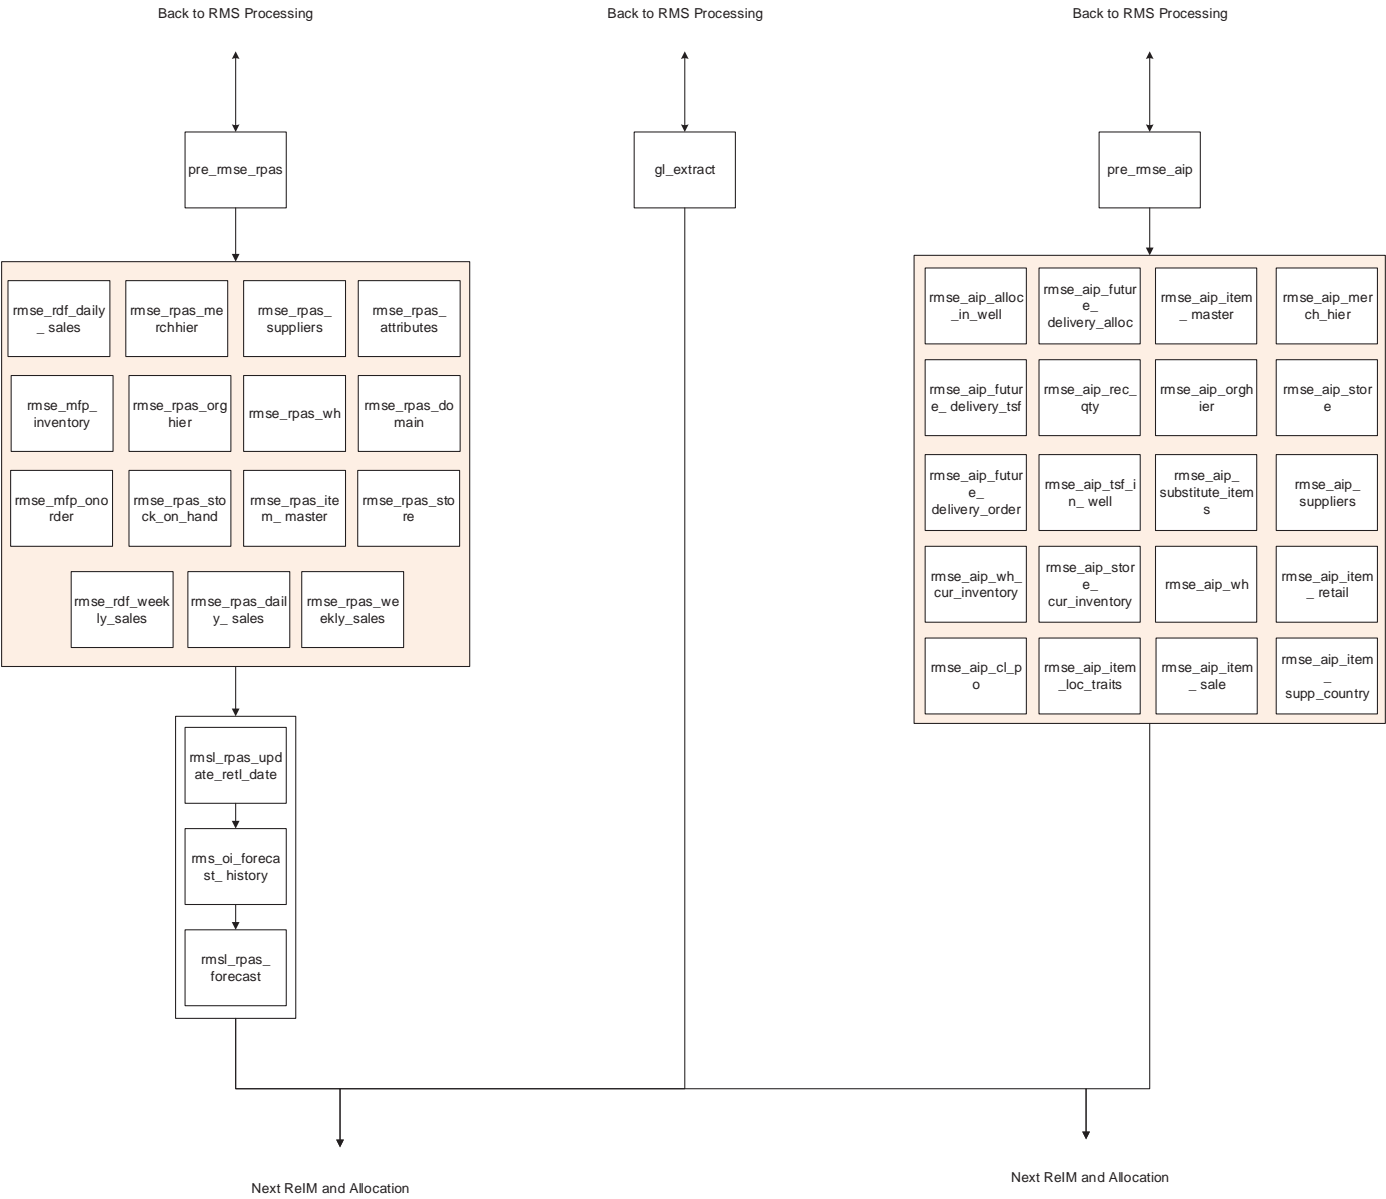 Back to RMS Processing
Back to RMS Processing
Back to RMS Processing
pre_rmse_rpas
gl_extract
pre_rmse_aip
rmse_rdf_daily
_ sales
rmse_rpas_me
rchhier
rmse_rpas_
suppliers
rmse_rpas_
attributes
rmse_mfp_
inventory
rmse_rpas_org
hier
rmse_rpas_wh
rmse_rpas_do
main
rmse_mfp_ono
rder
rmse_rpas_sto
ck_on_hand
rmse_rpas_ite
m_ master
rmse_rpas_sto
re
rmse_rdf_week
ly_sales
rmse_rpas_dail
y_ sales
rmse_rpas_we
ekly_sales
rmsl_rpas_upd
ate_retl_date
rms_oi_foreca
st_ history
rmsl_rpas_
forecast
rmse_aip_alloc
_in_well
rmse_aip_futur
e_
delivery_alloc
rmse_aip_item
_ master
rmse_aip_mer
ch_hier
rmse_aip_futur
e_ delivery_tsf
rmse_aip_rec_
qty
rmse_aip_orgh
ier
rmse_aip_stor
e
rmse_aip_futur
e_
delivery_order
rmse_aip_tsf_i
n_ well
rmse_aip_
substitute_item
s
rmse_aip_
suppliers
rmse_aip_wh_
cur_inventory
rmse_aip_stor
e_
cur_inventory
rmse_aip_wh
rmse_aip_item
_ retail
rmse_aip_cl_p
o
rmse_aip_item
_loc_traits
rmse_aip_item
_ sale
rmse_aip_item
_
supp_country
Next ReIM and Allocation
Next ReIM and Allocation